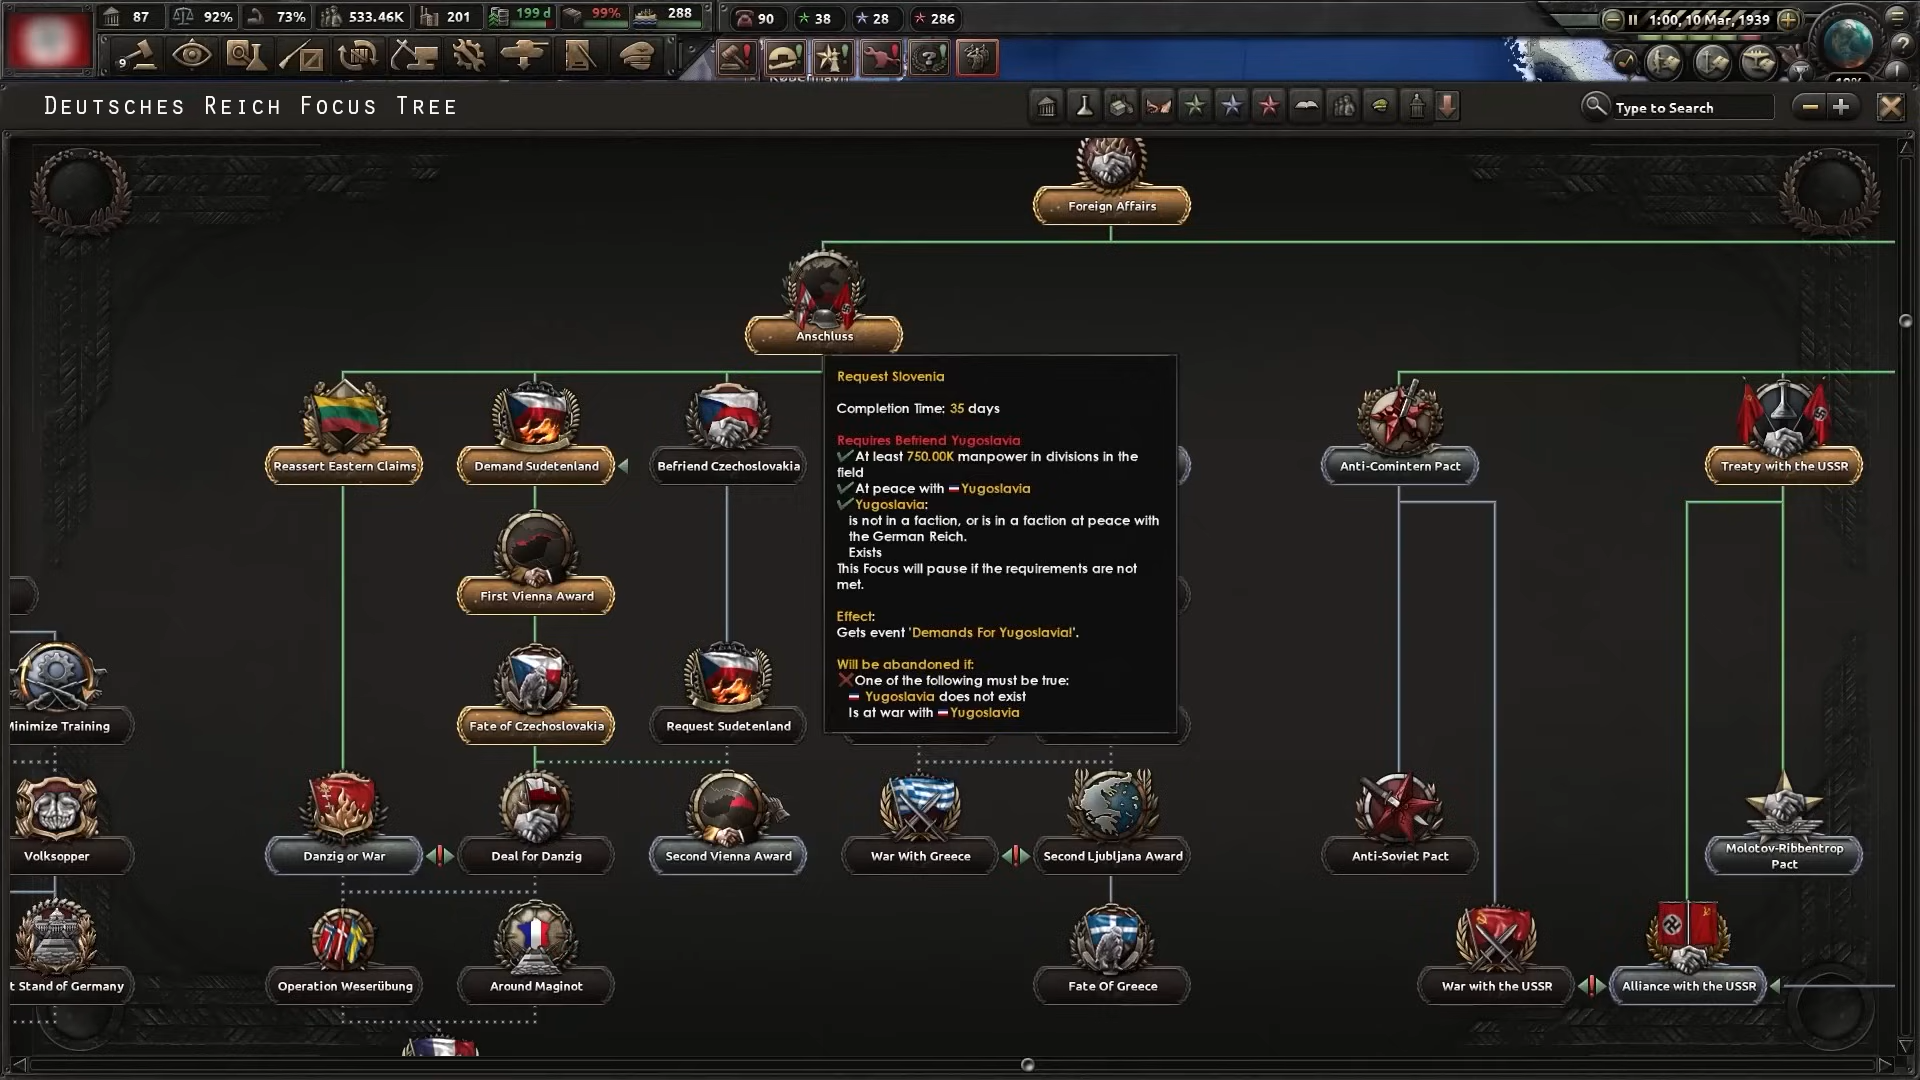 87
92%
73%
533.46K
201
199 d
99%
288
90
38
28
286
1:00, 10 Mar, 1939
9
Deutsches Reich Focus Tree
Type to Search
Foreign Affairs
Anschluss
Request Slovenia
Completion Time: 35 days
Requires Befriend Yugoslavia
At least 750.00K manpower in divisions in the
field
At peace with Yugoslavia
Yugoslavia:
is not in a faction, or is in a faction at peace with
the German Reich.
Exists
This Focus will pause if the requirements are not
met.
Effect:
Gets event 'Demands For Yugoslavia!'.
Will be abandoned if:
One of the following must be true:
Yugoslavia does not exist
Is at war with Yugoslavia
Reassert Eastern Claims
Demand Sudetenland
Befriend Czechoslovakia
Anti-Comintern Pact
Treaty with the USSR
First Vienna Award
Minimize Training
Fate of Czechoslovakia
Request Sudetenland
Volksopper
Danzig or War
Deal for Danzig
Second Vienna Award
War With Greece
Second Ljubljana Award
Anti-Soviet Pact
Molotov-Ribbentrop
Pact
t Stand of Germany
Operation Weserübung
Around Maginot
Fate Of Greece
War with the USSR
Alliance with the USSR